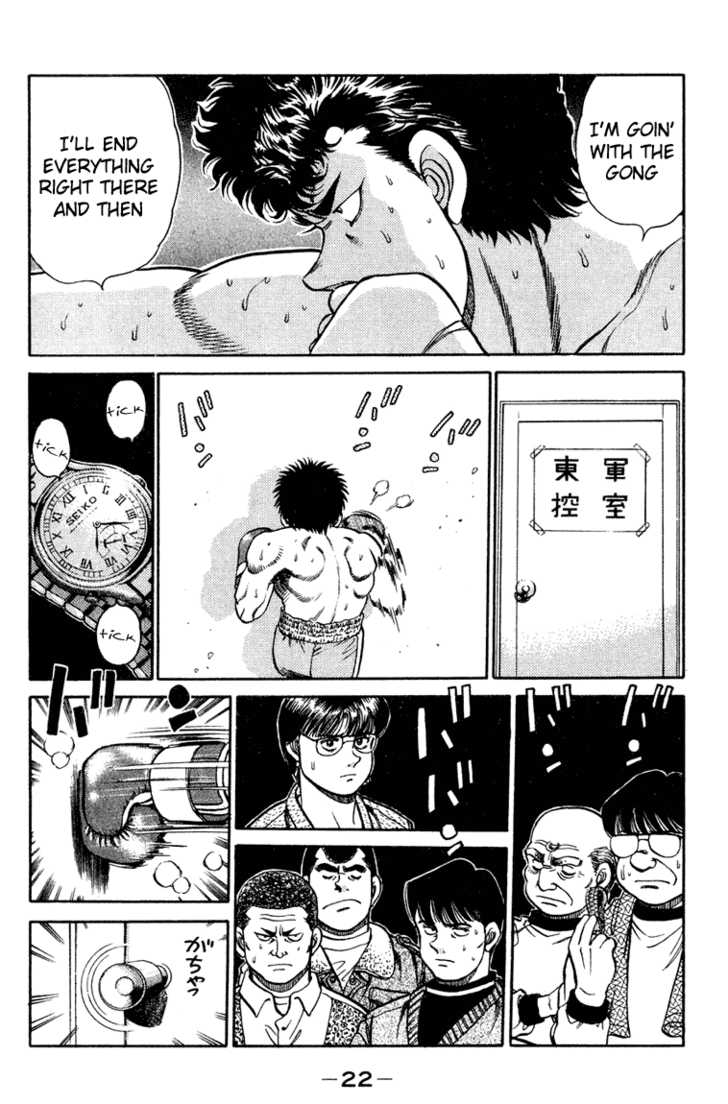 I'M GOIN'
WITH THE
GONG
I'LL END
EVERYTHING
RIGHT THERE
AND THEN
東軍
控室
tick
tick
SEIKO
tick
がちゃっ
-22-